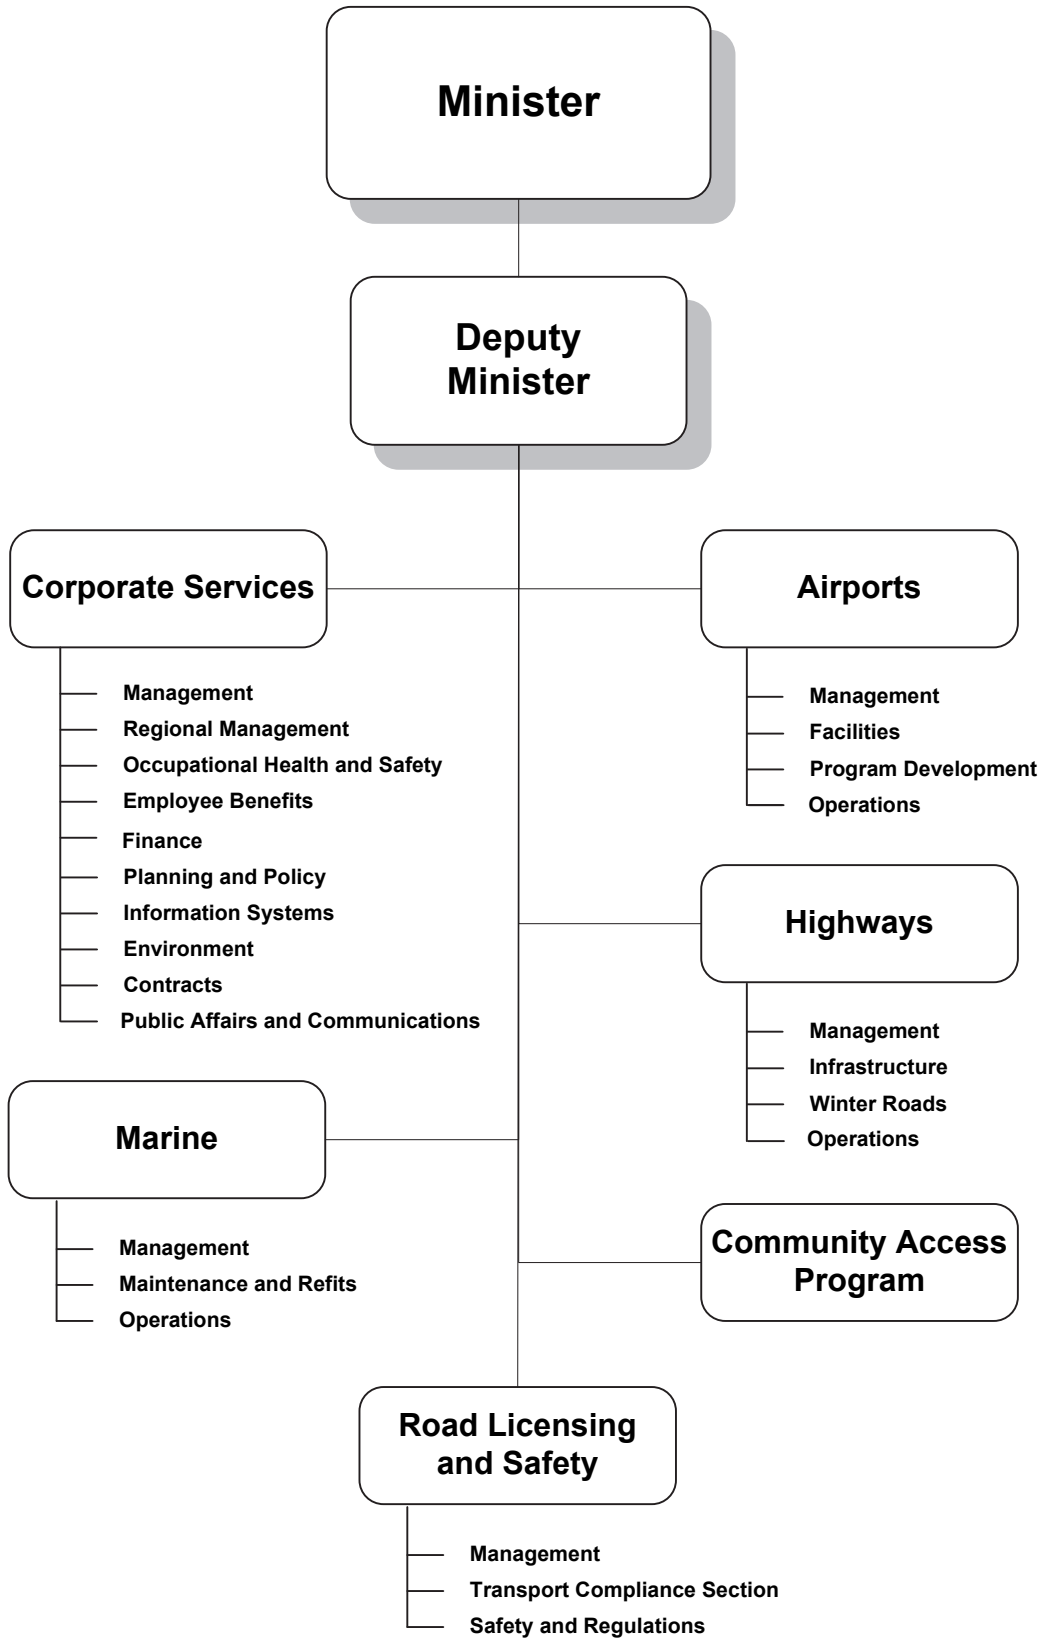 Minister
Deputy
Minister
Corporate Services
Management
Regional Management
Occupational Health and Safety
Employee Benefits
Finance
Planning and Policy
Information Systems
Environment
Contracts
Public Affairs and Communications
Airports
Management
Facilities
Program Development
Operations
Highways
Management
Infrastructure
Winter Roads
Operations
Marine
Management
Maintenance and Refits
Operations
Community Access
Program
Road Licensing
and Safety
Management
Transport Compliance Section
Safety and Regulations